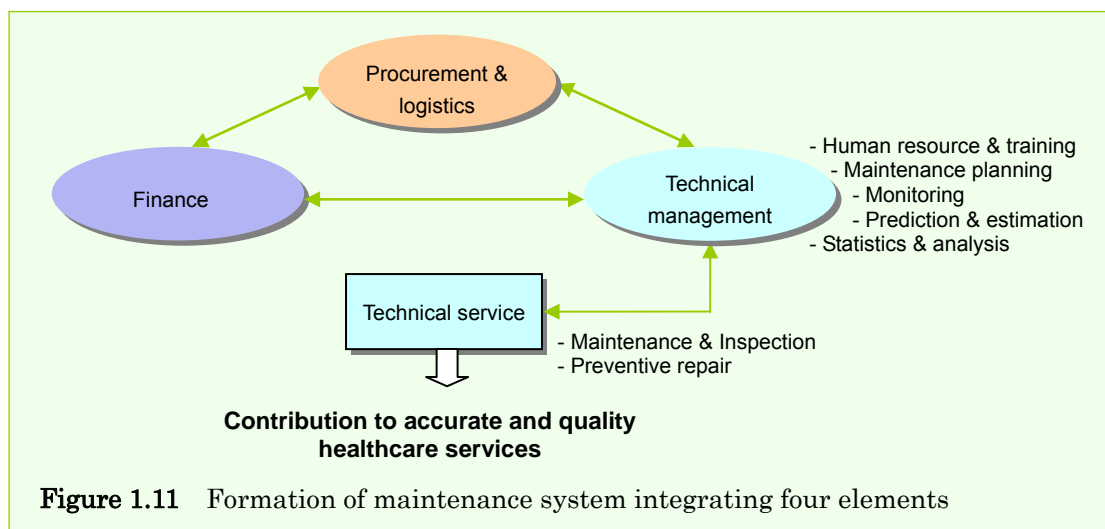 Procurement &
logistics
Finance
Technical
management
- Human resource & training
- Maintenance planning
- Monitoring
- Prediction & estimation
- Statistics & analysis
Technical service
- Maintenance & Inspection
- Preventive repair
Contribution to accurate and quality
healthcare services
Figure 1.11 Formation of maintenance system integrating four elements